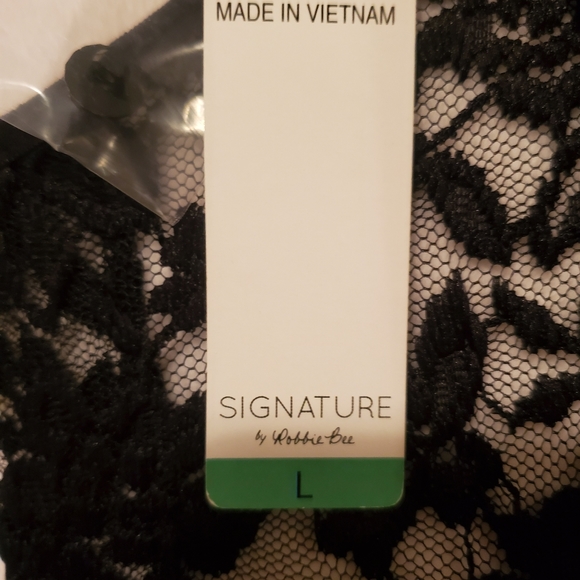 MADE IN VIETNAM
SIGNATURE
by Robbie Bee
L